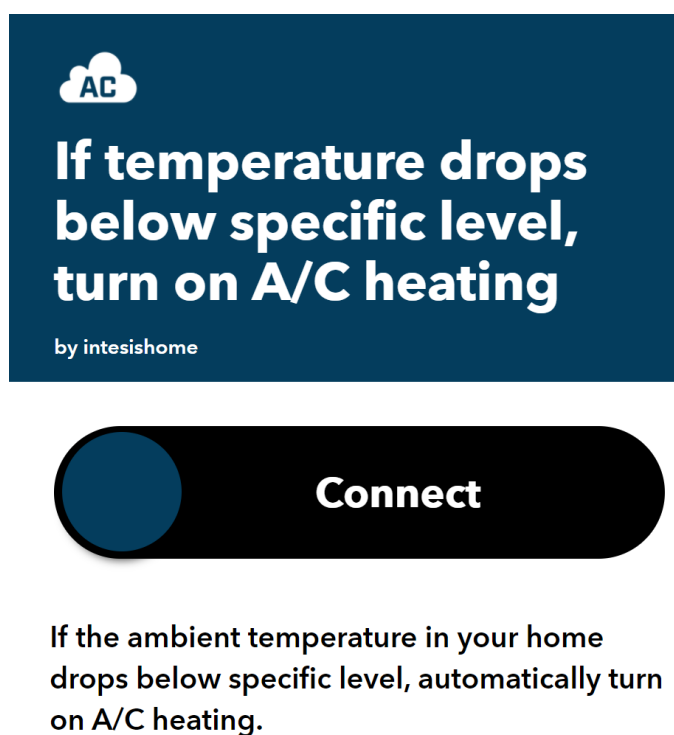 AC
If temperature drops
below specific level,
turn on A/C heating
by intesishome
Connect
If the ambient temperature in your home
drops below specific level, automatically turn
on A/C heating.